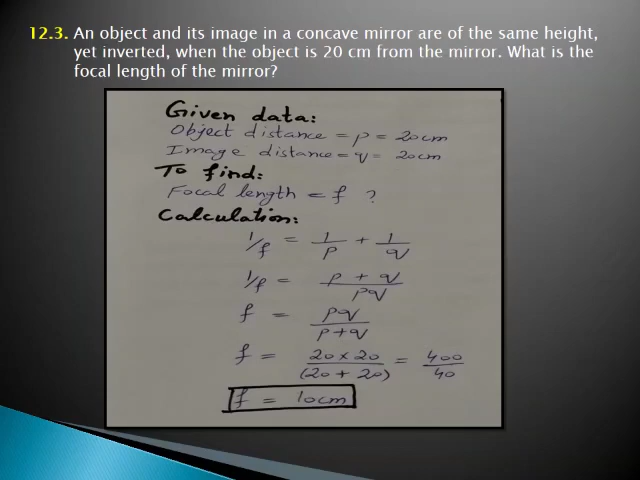 12.3. An object and its image in a concave mirror are of the same height,
yet inverted, when the object is 20 cm from the mirror. What is the
focal length of the mirror?
Given data:
Object distance = p = 20cm
Image distance = q = 20cm
To find:
Focal length = f ?
Calculation:
1/f = 1/p + 1/q
1/f = p + q / pq
f = pq / p+q
f = 20 x 20 / (20 + 20) = 400 / 40
f = 10cm